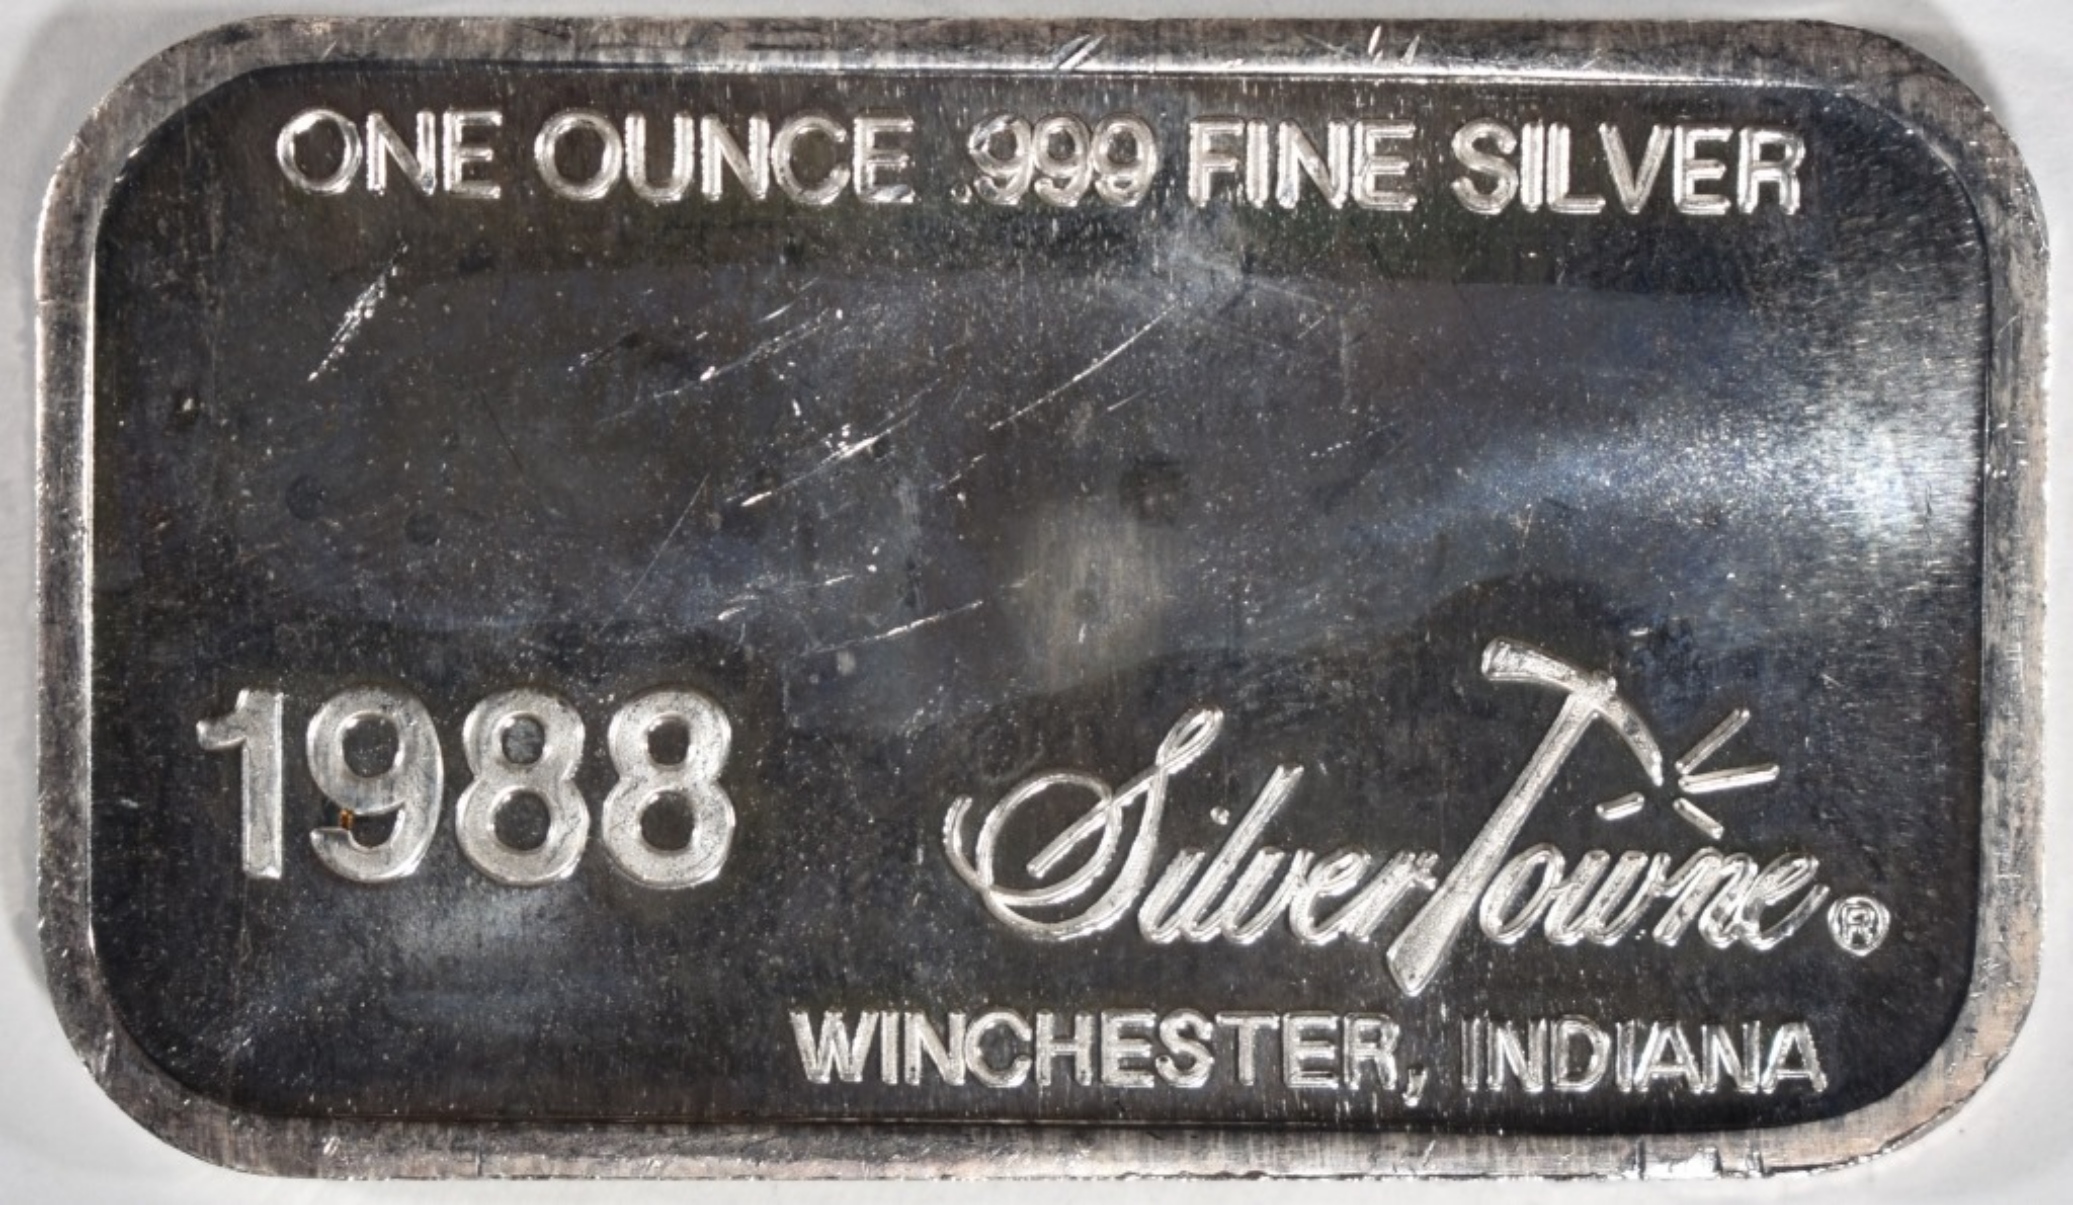 ONE OUNCE .999 FINE SILVER
1988
SilverTowne®
WINCHESTER, INDIANA